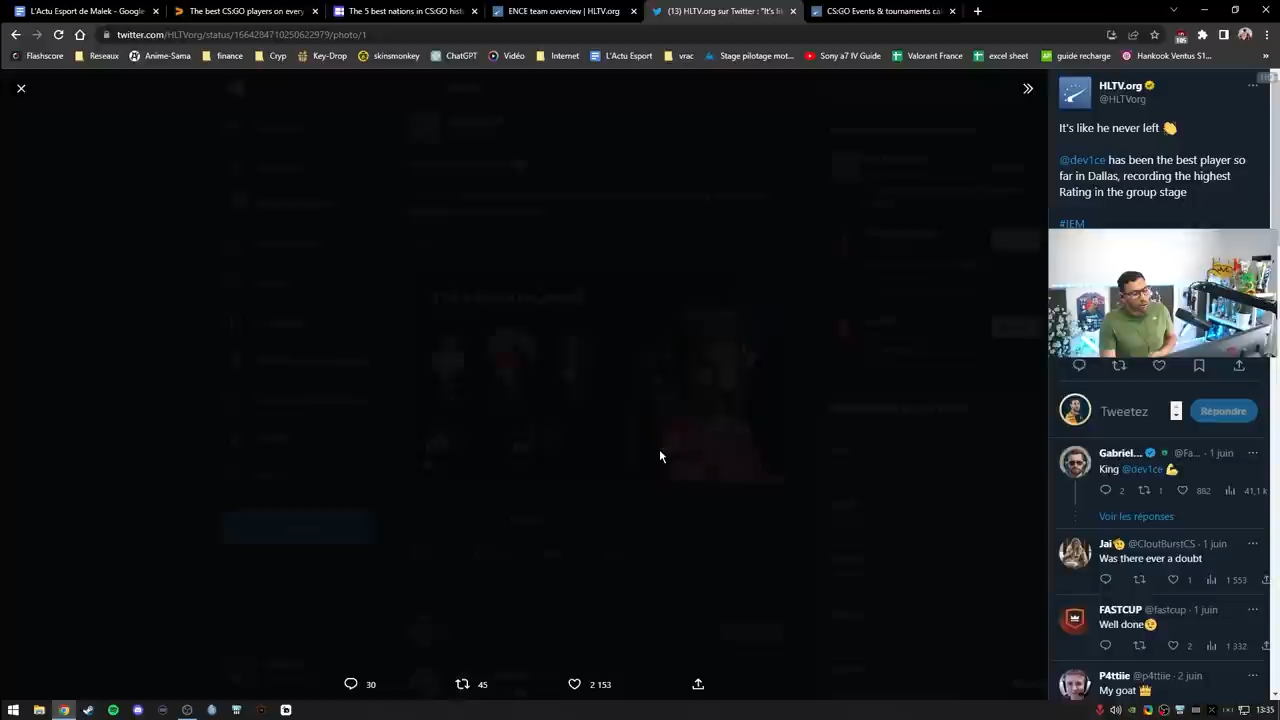 L'Actu Esport de Malek - Google
The best CS:GO players on every
The 5 best nations in CS:GO hist
ENCE team overview | HLTV.org
(13) HLTV.org sur Twitter : "It's li
CS:GO Events & tournaments cal
twitter.com/HLTVorg/status/1664284710250622979/photo/1
Flashscore
Reseaux
Anime-Sama
finance
Cryp
Key-Drop
skinsmonkey
ChatGPT
Vidéo
Internet
L'Actu Esport
vrac
Stage pilotage mot...
Sony a7 IV Guide
Valorant France
excel sheet
guide recharge
Hankook Ventus S1...
HLTV.org
@HLTVorg
It's like he never left 👏
@dev1ce has been the best player so
far in Dallas, recording the highest
Rating in the group stage
#IEM
Tweetez
Répondre
Gabriel... @Fa... · 1 juin
King @dev1ce 💪
2 1 882 41,1 k
Voir les réponses
Jai @CloutBurstCS · 1 juin
Was there ever a doubt
1 1 553
FASTCUP @fastcup · 1 juin
Well done😉
2 1 332
P4ttiie @p4ttie · 2 juin
My goat 👑
30 45 2 153
13:35